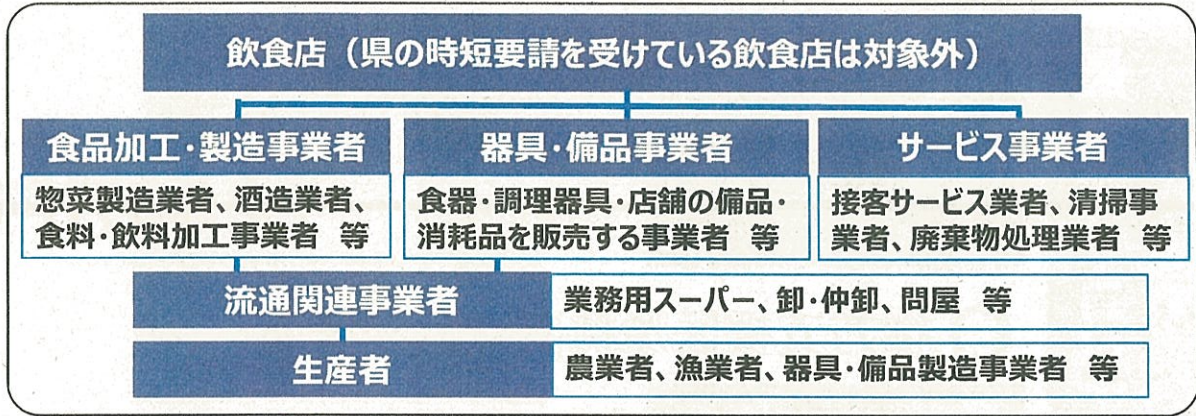 飲食店（県の時短要請を受けている飲食店は対象外）
食品加工・製造事業者
惣菜製造業者、酒造業者、
食料・飲料加工事業者 等
器具・備品事業者
食器・調理器具・店舗の備品・
消耗品を販売する事業者 等
サービス事業者
接客サービス業者、清掃事
業者、廃棄物処理業者 等
流通関連事業者
業務用スーパー、卸・仲卸、問屋 等
生産者
農業者、漁業者、器具・備品製造事業者 等